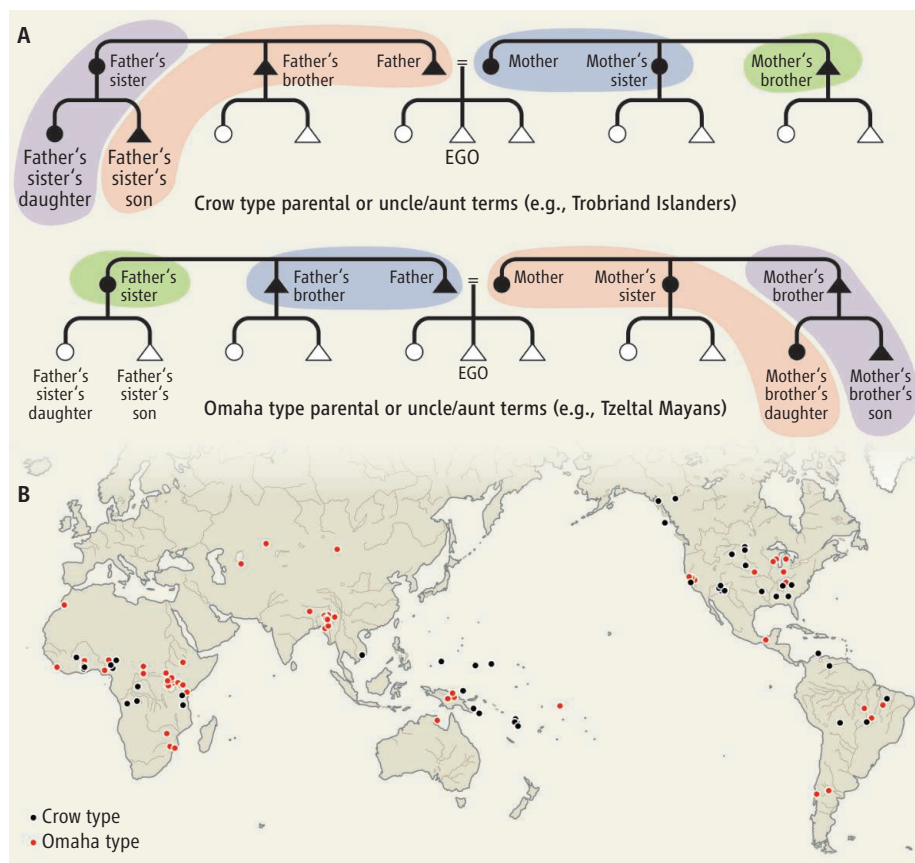 A
Father's
sister
Father's
brother
Father
=
Mother
Mother's
sister
Mother's
brother
Father's
sister's
daughter
Father's
sister's
son
EGO
Crow type parental or uncle/aunt terms (e.g., Trobriand Islanders)
Father's
sister
Father's
brother
Father
=
Mother
Mother's
sister
Mother's
brother
Father's
sister's
daughter
Father's
sister's
son
EGO
Mother's
brother's
daughter
Mother's
brother's
son
Omaha type parental or uncle/aunt terms (e.g., Tzeltal Mayans)
B
Crow type
Omaha type